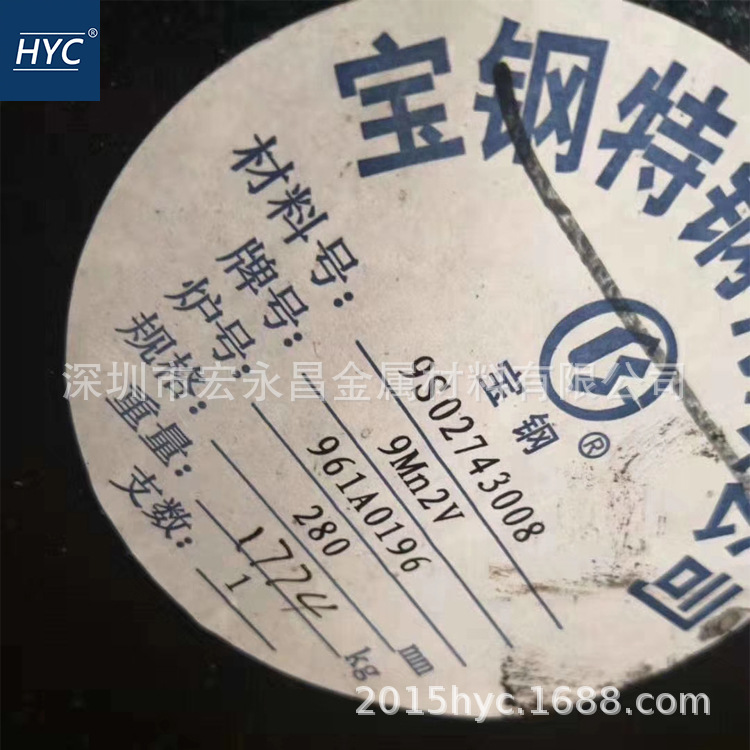 HYC®
宝钢特钢
公司
宝钢
®
材料号: 9S02743008
牌号: 9Mn2V
炉号: 961A0196
规格: 280 mm
重量: 1774 kg
支数: 1
深圳市宏永昌金属材料有限公司
2015hyc.1688.com